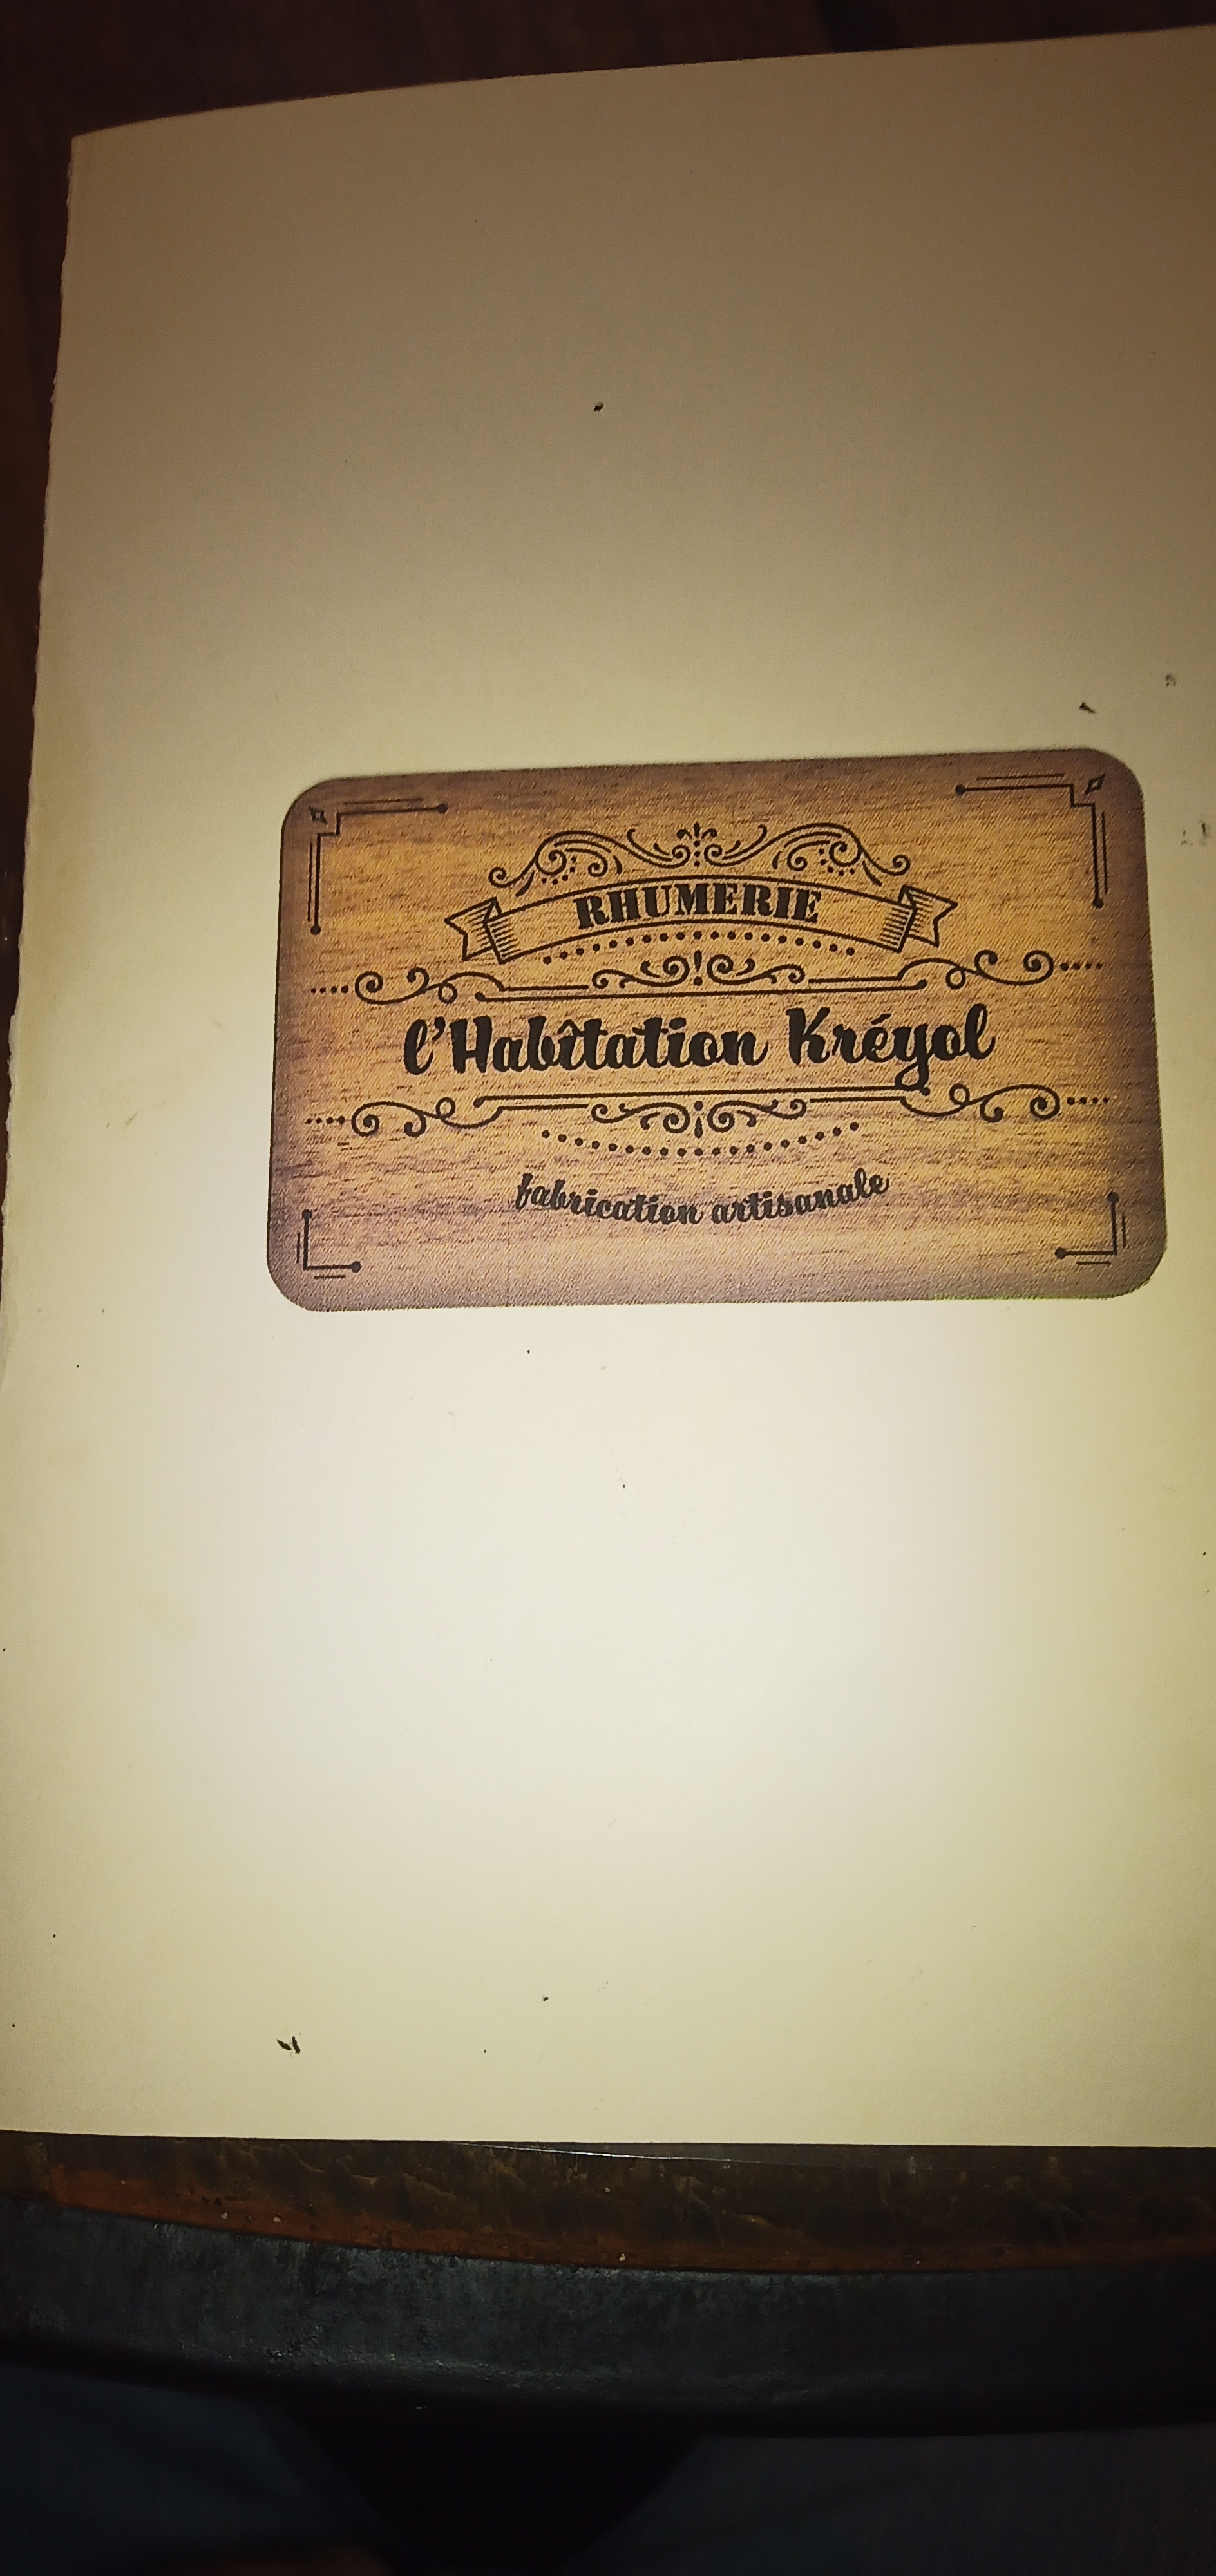 RHUMERIE
l'Habîtation Kréyol
fabrication artisanale